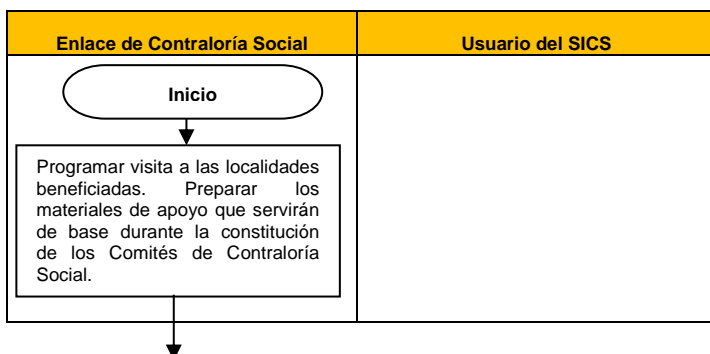 Enlace de Contraloría Social
Usuario del SICS
Inicio
Programar visita a las localidades
beneficiadas. Preparar los
materiales de apoyo que servirán
de base durante la constitución
de los Comités de Contraloría
Social.